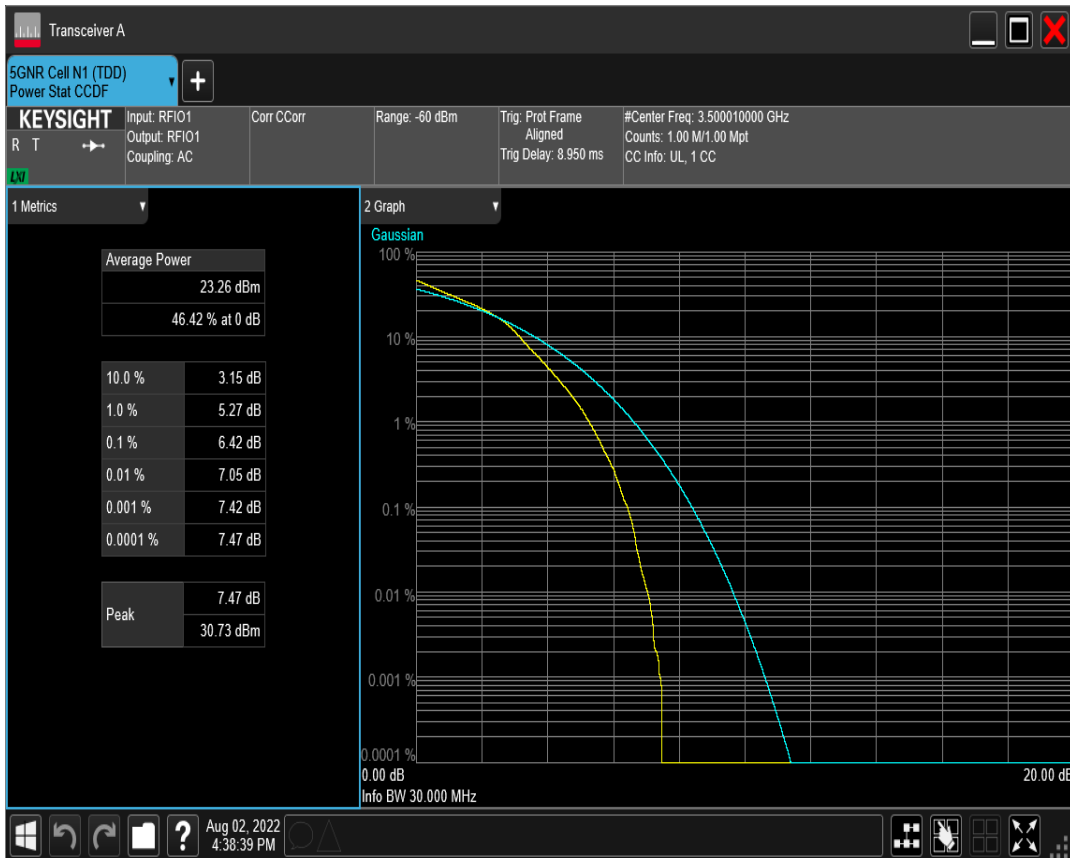 Transceiver A
5GNR Cell N1 (TDD)
Power Stat CCDF
+
KEYSIGHT
R T
LXI
Input: RFIO1
Output: RFIO1
Coupling: AC
Corr CCorr
Range: -60 dBm
Trig: Prot Frame
Aligned
Trig Delay: 8.950 ms
#Center Freq: 3.500010000 GHz
Counts: 1.00 M/1.00 Mpt
CC Info: UL, 1 CC
1 Metrics
Average Power
23.26 dBm
46.42 % at 0 dB
10.0 % 3.15 dB
1.0 % 5.27 dB
0.1 % 6.42 dB
0.01 % 7.05 dB
0.001 % 7.42 dB
0.0001 % 7.47 dB
Peak
7.47 dB
30.73 dBm
2 Graph
Gaussian
100 %
10 %
1 %
0.1 %
0.01 %
0.001 %
0.0001 %
0.00 dB 20.00 dB
Info BW 30.000 MHz
?
Aug 02, 2022
4:38:39 PM